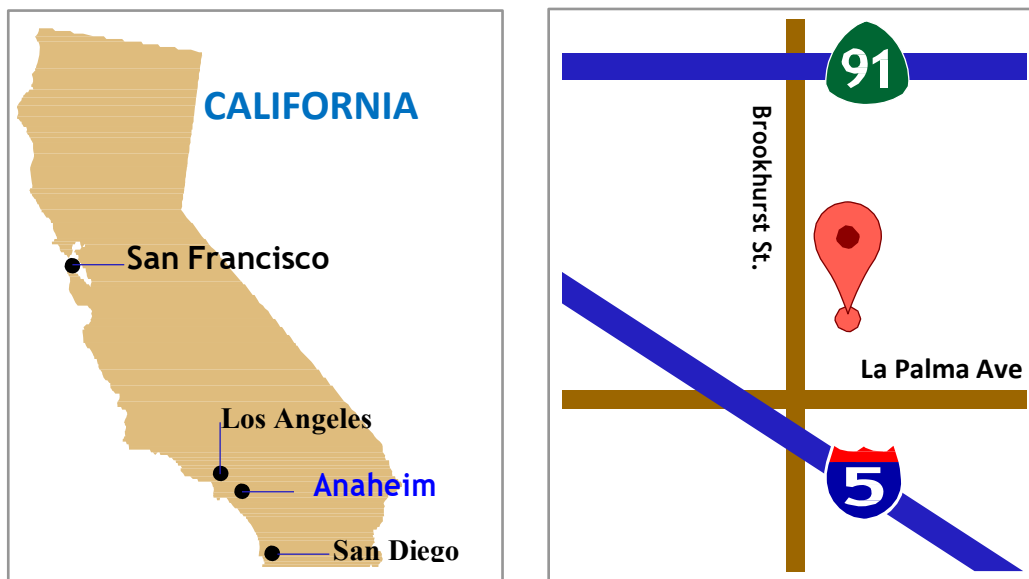 CALIFORNIA
San Francisco
Los Angeles
Anaheim
San Diego
91
Brookhurst St.
La Palma Ave
5